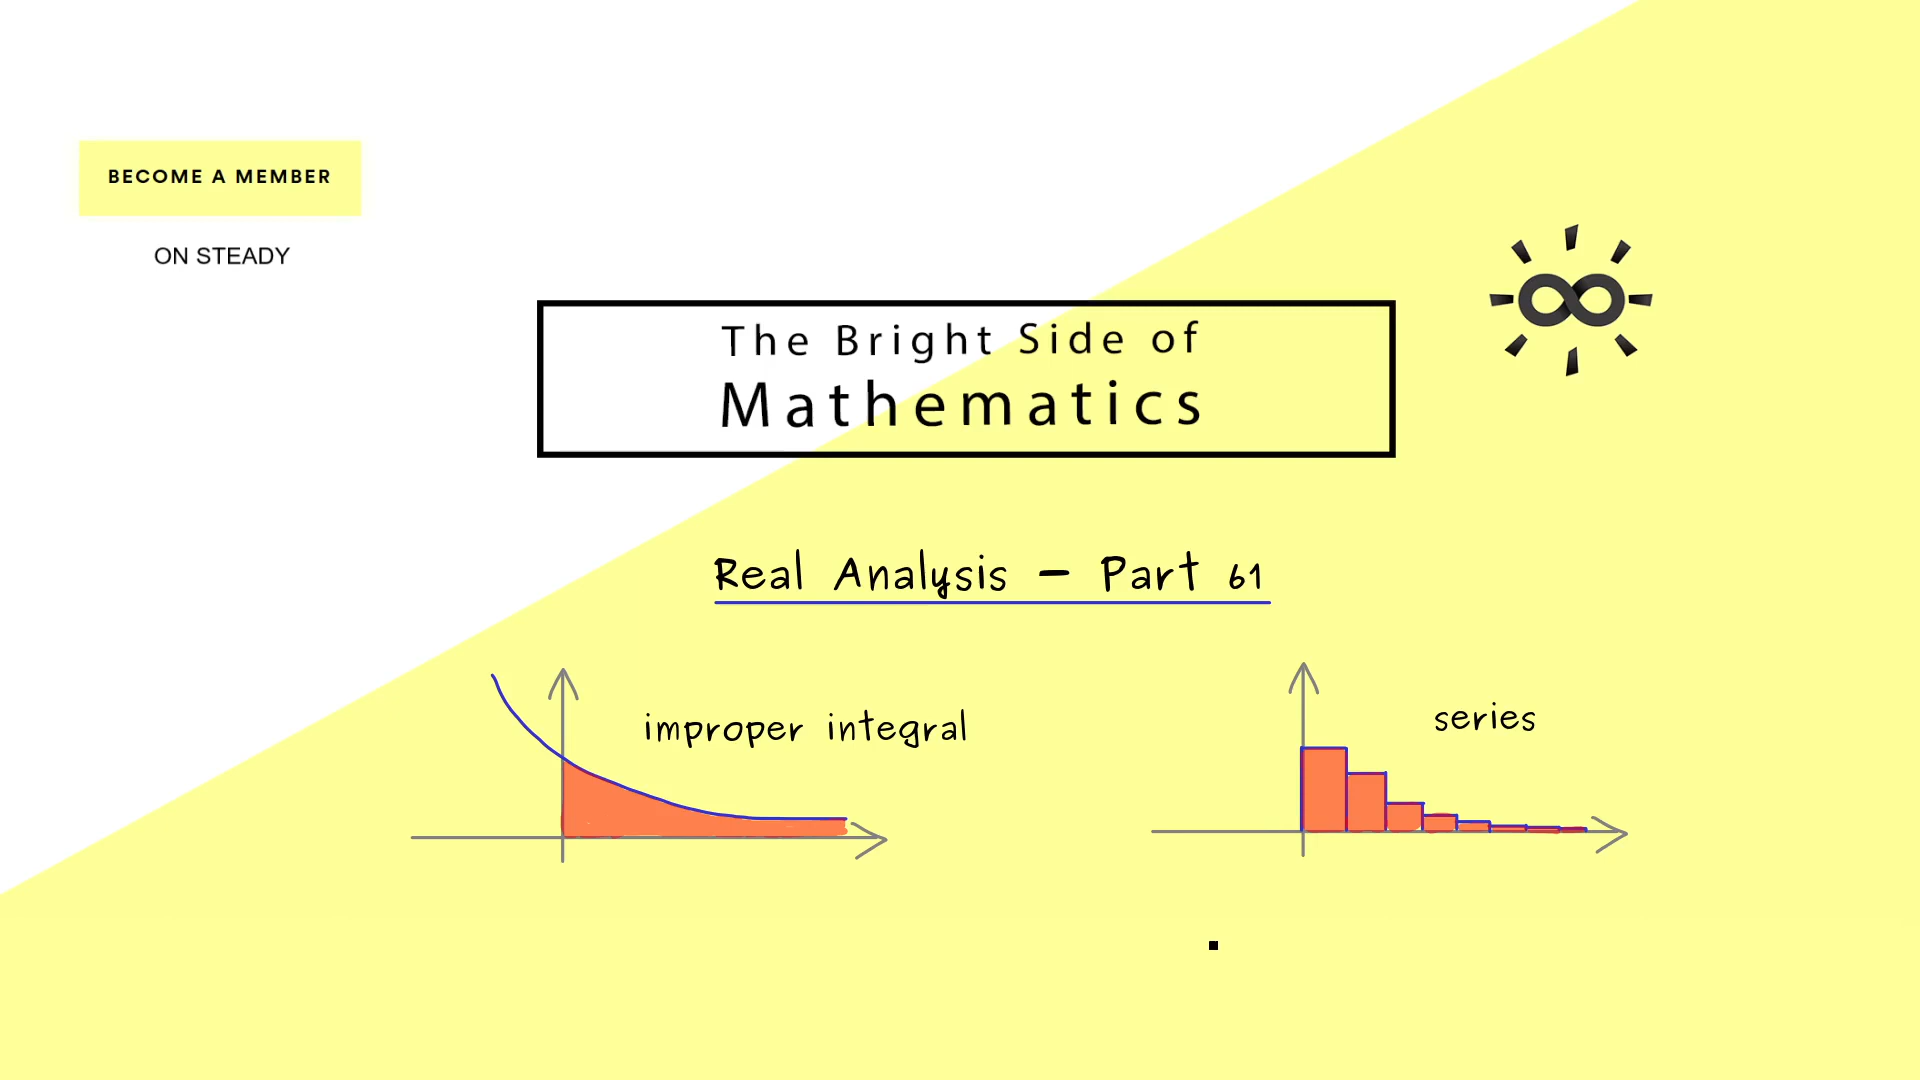 BECOME A MEMBER
ON STEADY
The Bright Side of
Mathematics
Real Analysis – Part 61
improper integral
series